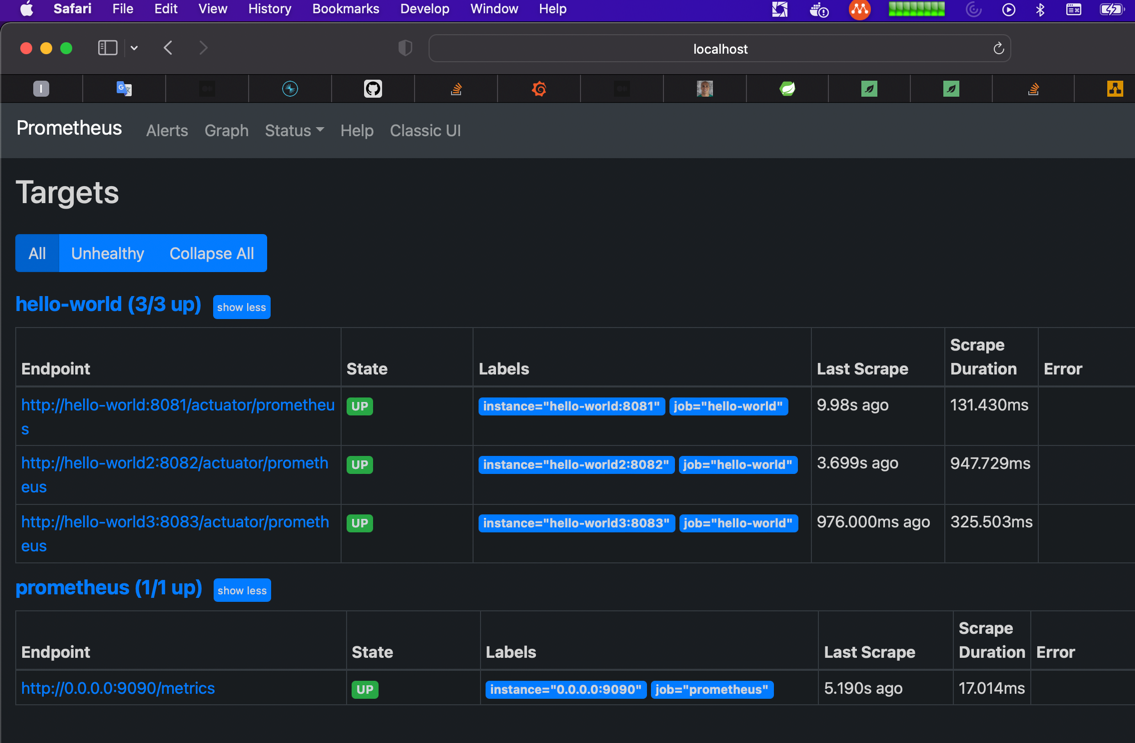 Safari File Edit View History Bookmarks Develop Window Help
localhost
Prometheus Alerts Graph Status Help Classic UI
Targets
All Unhealthy Collapse All
hello-world (3/3 up) show less
Endpoint State Labels Last Scrape Scrape Duration Error
http://hello-world:8081/actuator/prometheus UP instance="hello-world:8081" job="hello-world" 9.98s ago 131.430ms
http://hello-world2:8082/actuator/prometheus UP instance="hello-world2:8082" job="hello-world" 3.699s ago 947.729ms
http://hello-world3:8083/actuator/prometheus UP instance="hello-world3:8083" job="hello-world" 976.000ms ago 325.503ms
prometheus (1/1 up) show less
Endpoint State Labels Last Scrape Scrape Duration Error
http://0.0.0.0:9090/metrics UP instance="0.0.0.0:9090" job="prometheus" 5.190s ago 17.014ms